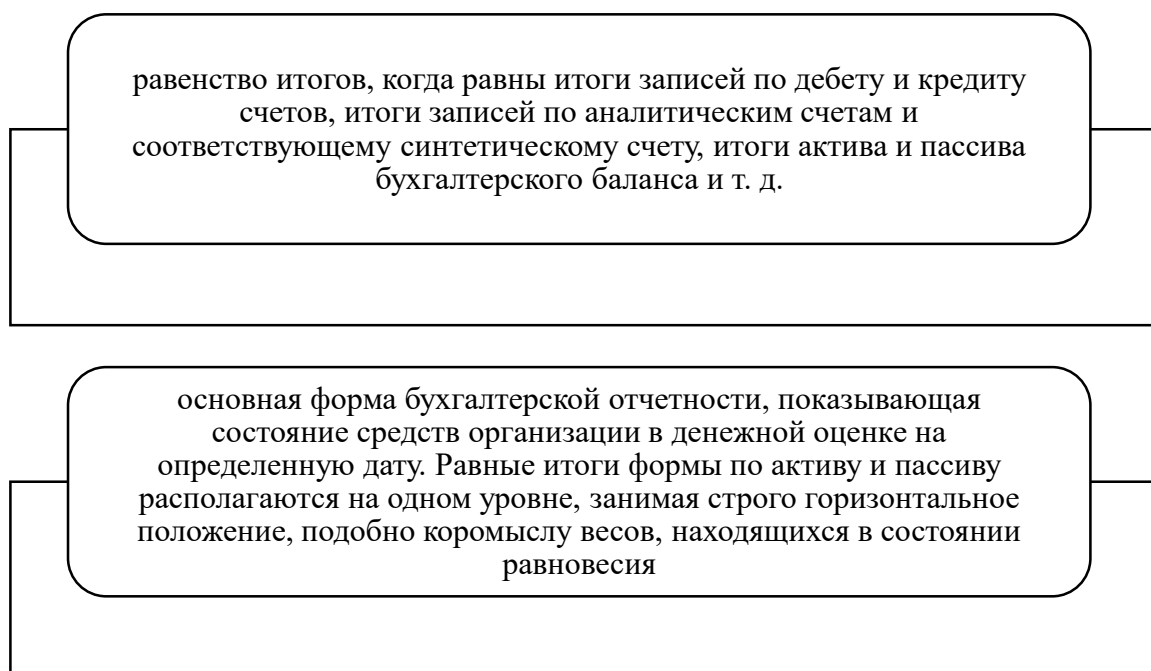 равенство итогов, когда равны итоги записей по дебету и кредиту
счетов, итоги записей по аналитическим счетам и
соответствующему синтетическому счету, итоги актива и пассива
бухгалтерского баланса и т. д.
основная форма бухгалтерской отчетности, показывающая
состояние средств организации в денежной оценке на
определенную дату. Равные итоги формы по активу и пассиву
располагаются на одном уровне, занимая строго горизонтальное
положение, подобно коромыслу весов, находящихся в состоянии
равновесия